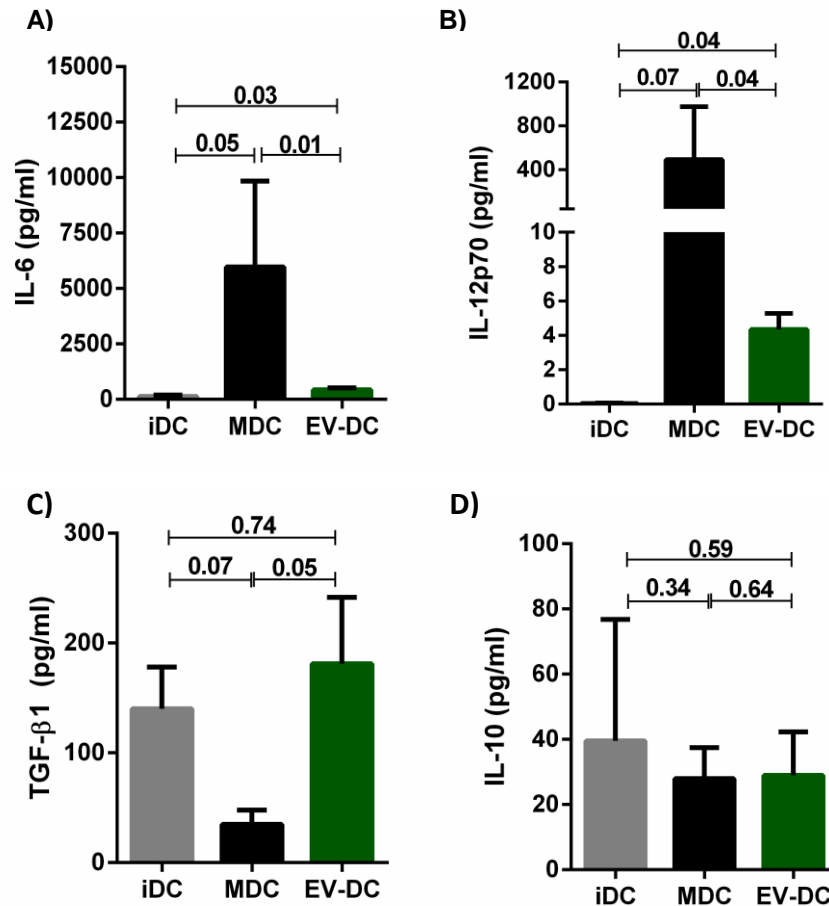 A)
IL-6 (pg/ml)
15000
12500
10000
7500
5000
2500
0
0.03
0.05 0.01
iDC MDC EV-DC
B)
IL-12p70 (pg/ml)
1200
800
400
10
8
6
4
2
0
0.04
0.07 0.04
iDC MDC EV-DC
C)
TGF-β1 (pg/ml)
300
200
100
0
0.74
0.07 0.05
iDC MDC EV-DC
D)
IL-10 (pg/ml)
100
80
60
40
20
0
0.59
0.34 0.64
iDC MDC EV-DC